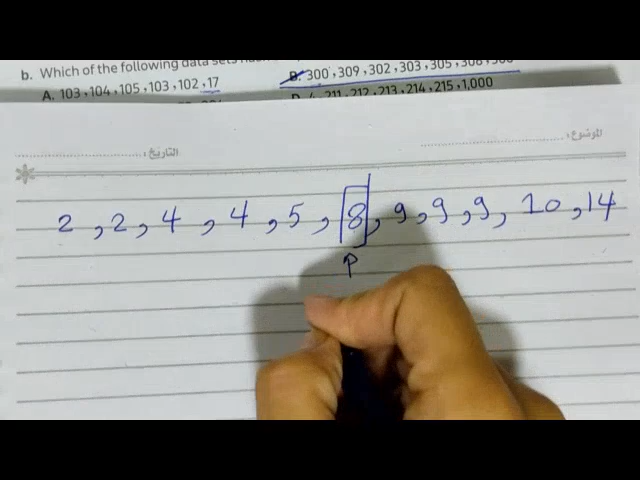 b. Which of the following data sets
A. 103 , 104 , 105 , 103 , 102 , 17
B. 300 , 309 , 302 , 303 , 305 , 308 ,
D. 4 , 211 , 212 , 213 , 214 , 215 , 1,000
الموضوع:
التاريخ:
2 , 2 , 4 , 4 , 5 , 8 , 9 , 9 , 9 , 10 , 14